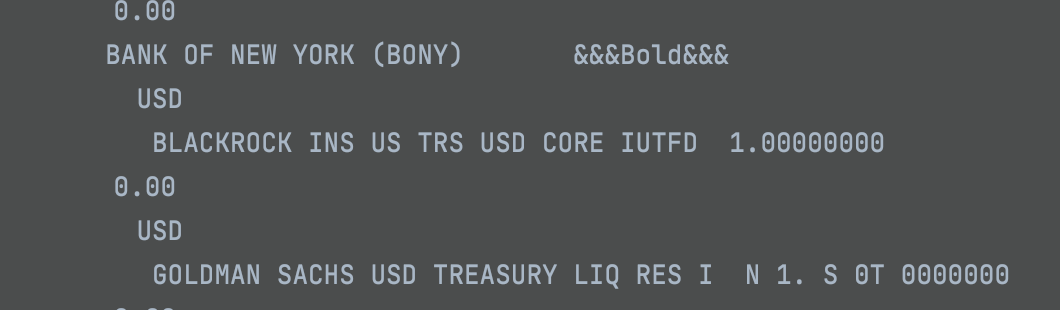 0.00
BANK OF NEW YORK (BONY)       &&&Bold&&&
USD
BLACKROCK INS US TRS USD CORE IUTFD  1.00000000
0.00
USD
GOLDMAN SACHS USD TREASURY LIQ RES I  N 1. S 0T 0000000